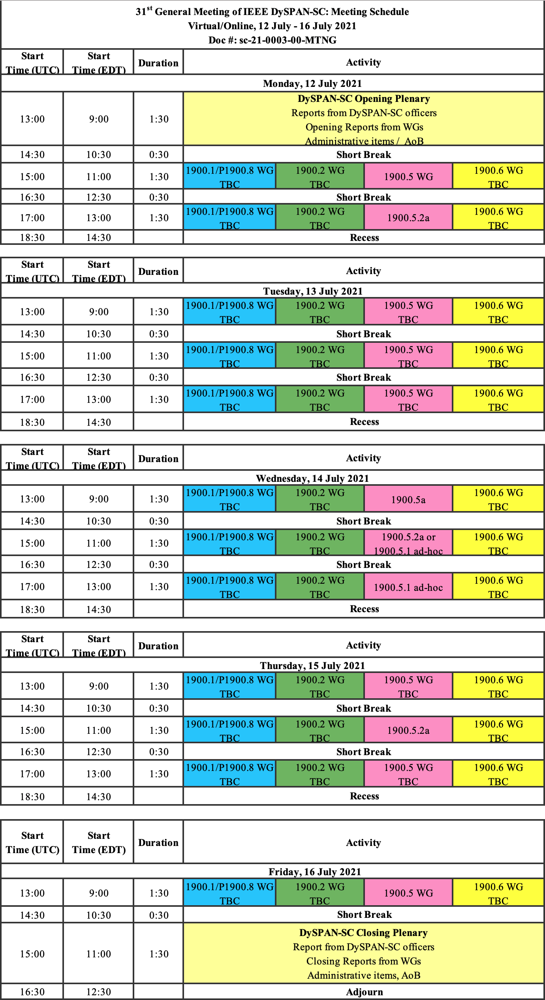 31st General Meeting of IEEE DySPAN-SC: Meeting Schedule
Virtual/Online, 12 July - 16 July 2021
Doc #: sc-21-0003-00-MTNG
Start Time (UTC) Start Time (EDT) Duration Activity
Monday, 12 July 2021
13:00 9:00 1:30 DySPAN-SC Opening Plenary
Reports from DySPAN-SC officers
Opening Reports from WGs
Administrative items / AoB
14:30 10:30 0:30 Short Break
15:00 11:00 1:30 1900.1/P1900.8 WG TBC 1900.2 WG TBC 1900.5 WG 1900.6 WG TBC
16:30 12:30 0:30 Short Break
17:00 13:00 1:30 1900.1/P1900.8 WG TBC 1900.2 WG TBC 1900.5.2a 1900.6 WG TBC
18:30 14:30 Recess
Start Time (UTC) Start Time (EDT) Duration Activity
Tuesday, 13 July 2021
13:00 9:00 1:30 1900.1/P1900.8 WG TBC 1900.2 WG TBC 1900.5 WG TBC 1900.6 WG TBC
14:30 10:30 0:30 Short Break
15:00 11:00 1:30 1900.1/P1900.8 WG TBC 1900.2 WG TBC 1900.5 WG TBC 1900.6 WG TBC
16:30 12:30 0:30 Short Break
17:00 13:00 1:30 1900.1/P1900.8 WG TBC 1900.2 WG TBC 1900.5 WG TBC 1900.6 WG TBC
18:30 14:30 Recess
Start Time (UTC) Start Time (EDT) Duration Activity
Wednesday, 14 July 2021
13:00 9:00 1:30 1900.1/P1900.8 WG TBC 1900.2 WG TBC 1900.5a 1900.6 WG TBC
14:30 10:30 0:30 Short Break
15:00 11:00 1:30 1900.1/P1900.8 WG TBC 1900.2 WG TBC 1900.5.2a or 1900.5.1 ad-hoc 1900.6 WG TBC
16:30 12:30 0:30 Short Break
17:00 13:00 1:30 1900.1/P1900.8 WG TBC 1900.2 WG TBC 1900.5.1 ad-hoc 1900.6 WG TBC
18:30 14:30 Recess
Start Time (UTC) Start Time (EDT) Duration Activity
Thursday, 15 July 2021
13:00 9:00 1:30 1900.1/P1900.8 WG TBC 1900.2 WG TBC 1900.5 WG TBC 1900.6 WG TBC
14:30 10:30 0:30 Short Break
15:00 11:00 1:30 1900.1/P1900.8 WG TBC 1900.2 WG TBC 1900.5.2a 1900.6 WG TBC
16:30 12:30 0:30 Short Break
17:00 13:00 1:30 1900.1/P1900.8 WG TBC 1900.2 WG TBC 1900.5 WG TBC 1900.6 WG TBC
18:30 14:30 Recess
Start Time (UTC) Start Time (EDT) Duration Activity
Friday, 16 July 2021
13:00 9:00 1:30 1900.1/P1900.8 WG TBC 1900.2 WG TBC 1900.5 WG 1900.6 WG TBC
14:30 10:30 0:30 Short Break
15:00 11:00 1:30 DySPAN-SC Closing Plenary
Report from DySPAN-SC officers
Closing Reports from WGs
Administrative items, AoB
16:30 12:30 Adjourn